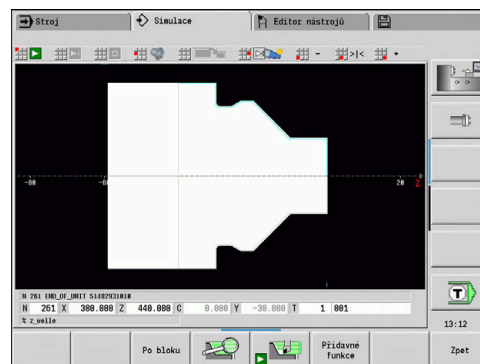 Stroj
Simulace
Editor nástrojů
-
>|<
+
-80
-60
20
Z
N 261 END_OF_UNIT S1482931010
N 261 X 300.000 Z 440.000 C 0.000 Y -30.000 T 1 001
% z_welle
T
13:12
Po bloku
Přídavné
funkce
Zpet